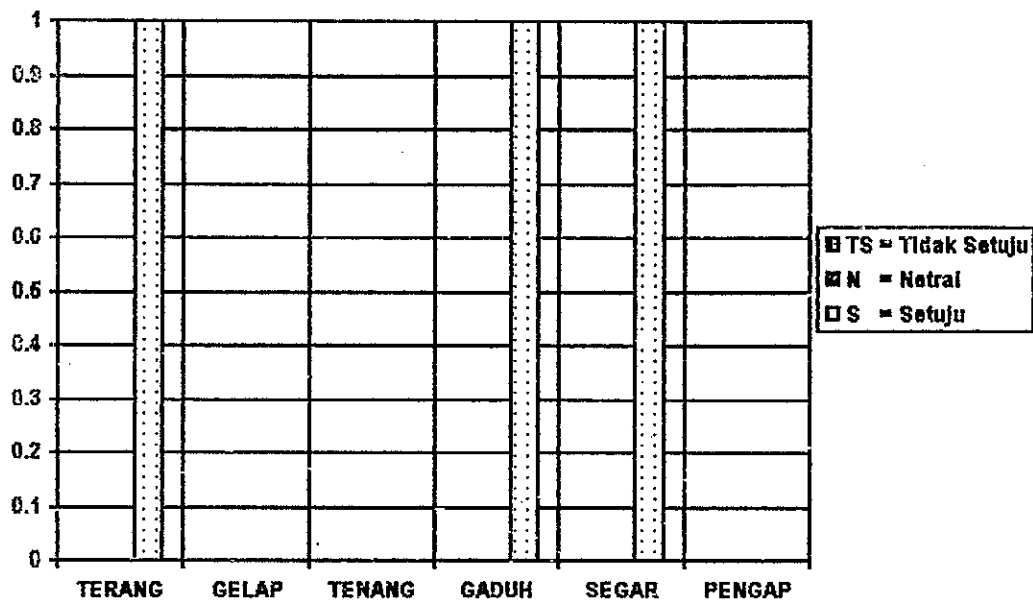 1
0.9
0.8
0.7
0.6
0.5
0.4
0.3
0.2
0.1
0
TERANG GELAP TENANG GADUH SEGAR PENGAP
TS = Tidak Setuju
N = Netral
S = Setuju